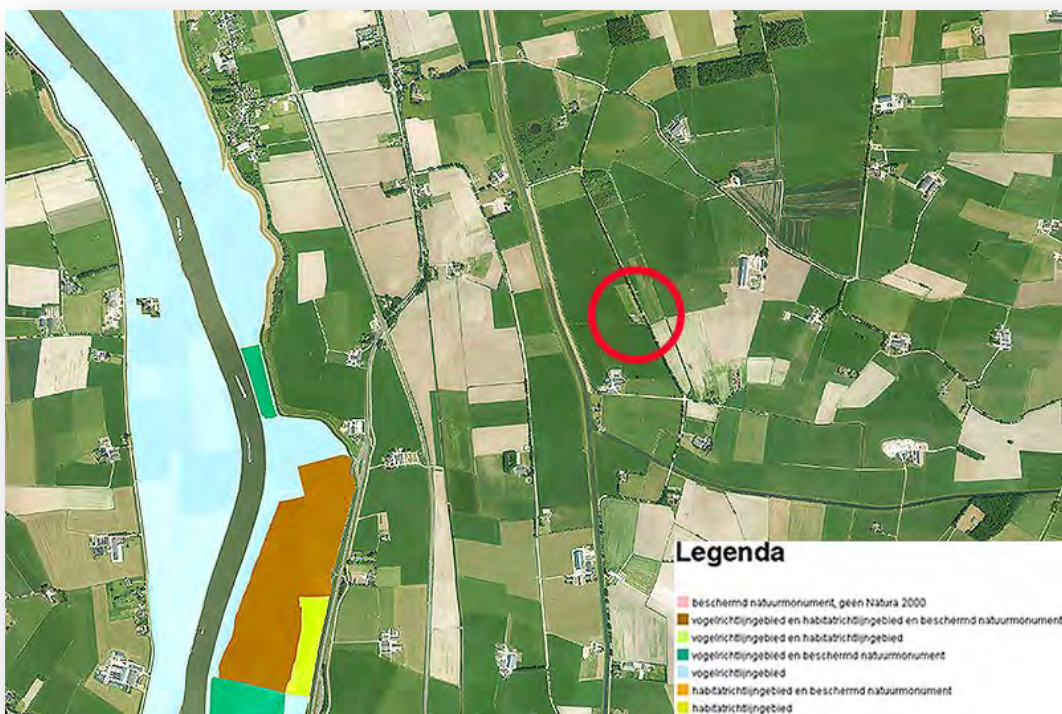 Legenda
beschermd natuurmonument, geen Natura 2000
vogelrichtlijngebied en habitatrichtlijngebied en beschermd natuurmonument
vogelrichtlijngebied en habitatrichtlijngebied
vogelrichtlijngebied en beschermd natuurmonument
vogelrichtlijngebied
habitatrichtlijngebied en beschermd natuurmonument
habitatrichtlijngebied